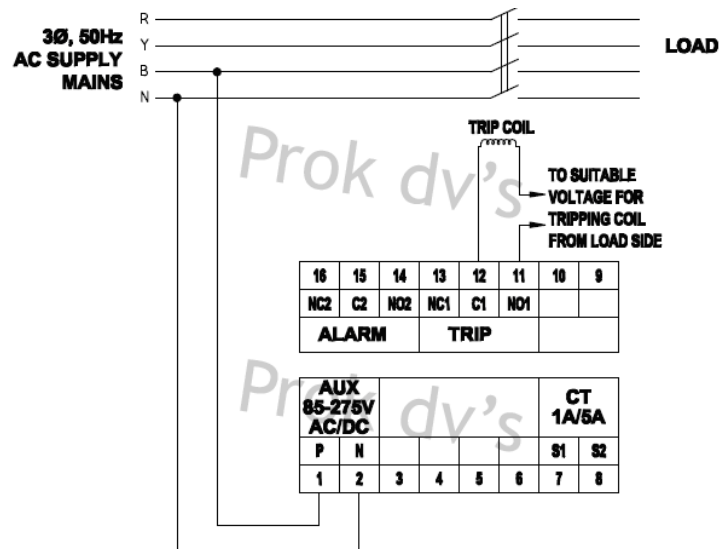 R
3Ø, 50Hz
AC SUPPLY
MAINS
Y
B
N
LOAD
TRIP COIL
TO SUITABLE
VOLTAGE FOR
TRIPPING COIL
FROM LOAD SIDE
Prok dv's
16 15 14 13 12 11 10 9
NC2 C2 NO2 NC1 C1 NO1
ALARM TRIP
Prok dv's
AUX
85-275V
AC/DC
CT
1A/5A
P N S1 S2
1 2 3 4 5 6 7 8